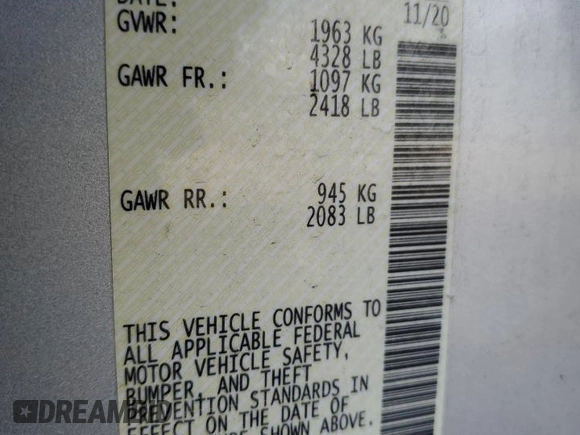 DATE: 11/20
GVWR: 1963 KG
4328 LB
GAWR FR.: 1097 KG
2418 LB
GAWR RR.: 945 KG
2083 LB
THIS VEHICLE CONFORMS TO
ALL APPLICABLE FEDERAL
MOTOR VEHICLE SAFETY,
BUMPER, AND THEFT
PREVENTION STANDARDS IN
EFFECT ON THE DATE OF
SHOWN ABOVE.